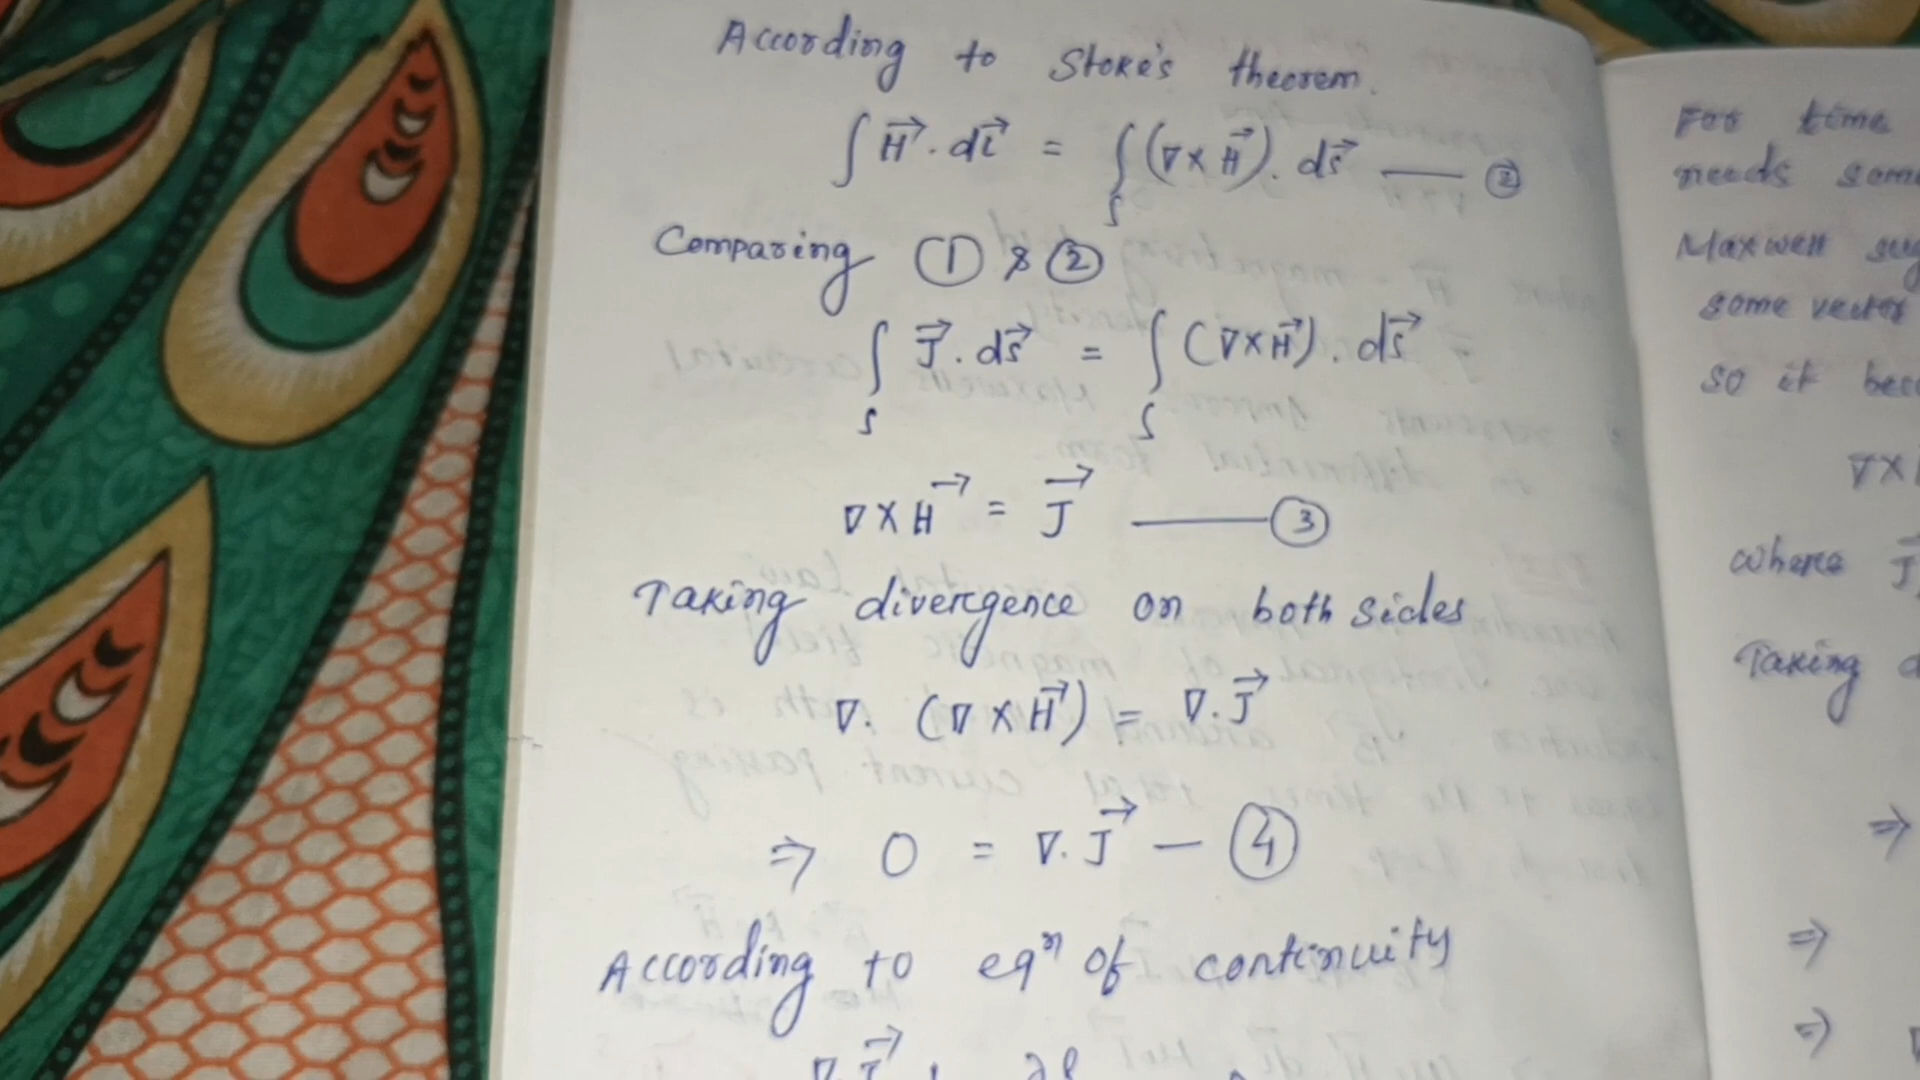 According to Stoke's theorem.
∫ H⃗ . dl⃗ = ∫ₛ (∇ × H⃗) . ds⃗ —— ②
Comparing ① & ②
∫ₛ J⃗ . ds⃗ = ∫ₛ (∇×H⃗) . ds⃗
∇ × H⃗ = J⃗ —— ③
Taking divergence on both sides
∇. (∇ × H⃗) = ∇. J⃗
⇒ 0 = ∇. J⃗ — ④
According to eqⁿ of continuity
For time
needs
Maxwell
some vector
so it
∇×
where J⃗
Taking
⇒
⇒
⇒